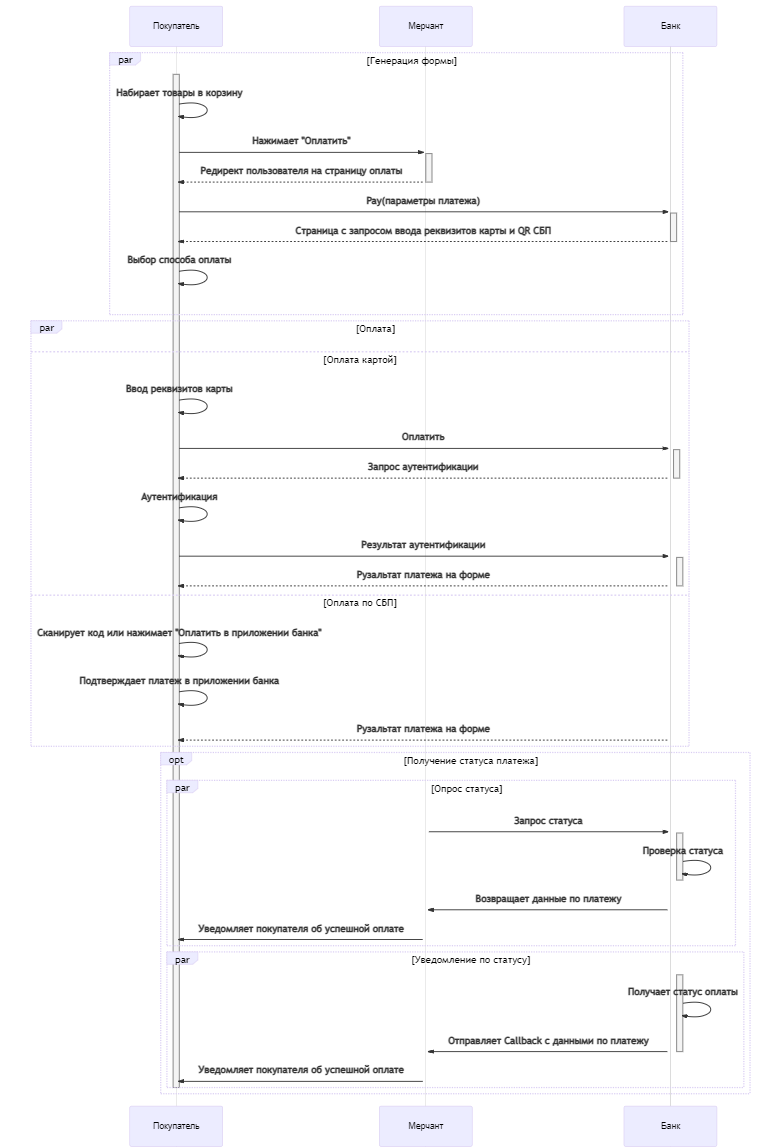 Покупатель
Мерчант
Банк
par
[Генерация формы]
Набирает товары в корзину
Нажимает "Оплатить"
Редирект пользователя на страницу оплаты
Pay(параметры платежа)
Страница с запросом ввода реквизитов карты и QR СБП
Выбор способа оплаты
par
[Оплата]
[Оплата картой]
Ввод реквизитов карты
Оплатить
Запрос аутентификации
Аутентификация
Результат аутентификации
Рузальтат платежа на форме
[Оплата по СБП]
Сканирует код или нажимает "Оплатить в приложении банка"
Подтверждает платеж в приложении банка
Рузальтат платежа на форме
opt
[Получение статуса платежа]
par
[Опрос статуса]
Запрос статуса
Проверка статуса
Возвращает данные по платежу
Уведомляет покупателя об успешной оплате
par
[Уведомление по статусу]
Получает статус оплаты
Отправляет Callback с данными по платежу
Уведомляет покупателя об успешной оплате
Покупатель
Мерчант
Банк